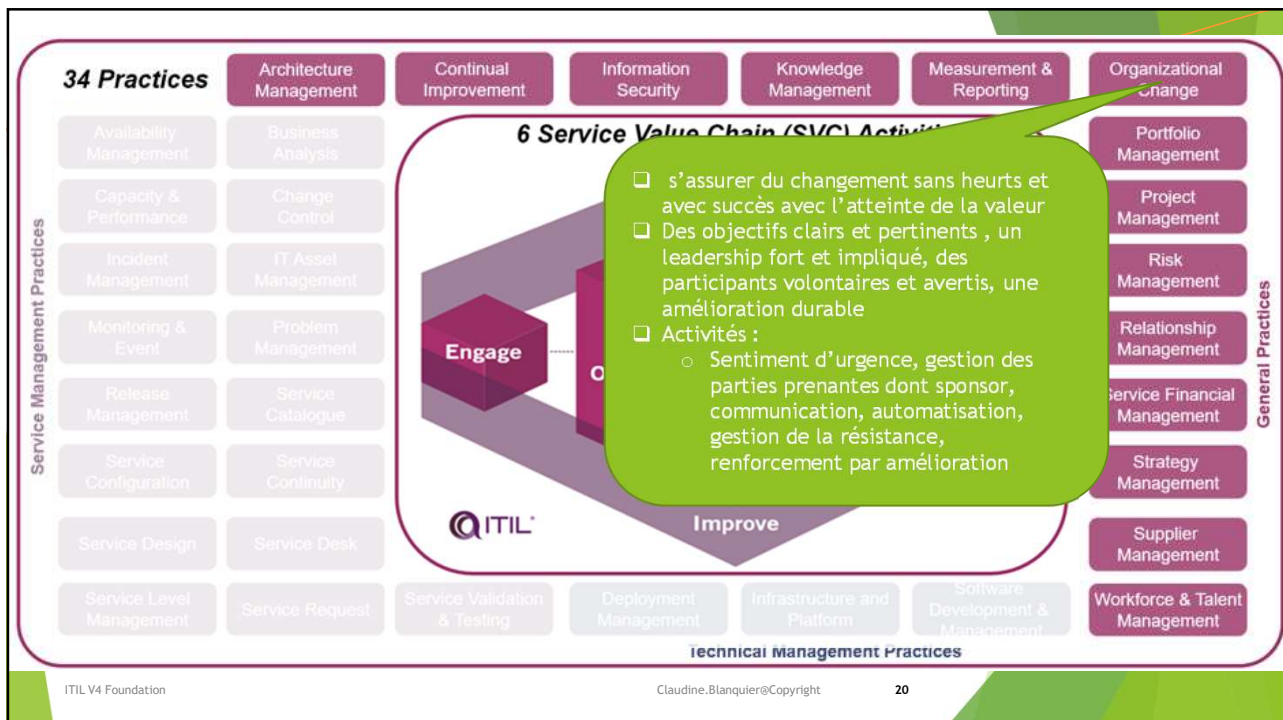 34 Practices
Architecture
Management
Continual
Improvement
Information
Security
Knowledge
Management
Measurement &
Reporting
Organizational
Change
Availability
Management
Business
Analysis
Capacity &
Performance
Change
Control
Incident
Management
IT Asset
Management
Monitoring &
Event
Problem
Management
Release
Management
Service
Catalogue
Service
Configuration
Service
Continuity
Service Design
Service Desk
Service Level
Management
Service Request
Service Validation
& Testing
Deployment
Management
Infrastructure and
Platform
Software
Development &
Management
Service Management Practices
6 Service Value Chain (SVC)
Engage
Improve
ITIL
s’assurer du changement sans heurts et
avec succès avec l’atteinte de la valeur
Des objectifs clairs et pertinents , un
leadership fort et impliqué, des
participants volontaires et avertis, une
amélioration durable
Activités :
Sentiment d’urgence, gestion des
parties prenantes dont sponsor,
communication, automatisation,
gestion de la résistance,
renforcement par amélioration
Portfolio
Management
Project
Management
Risk
Management
Relationship
Management
Service Financial
Management
Strategy
Management
Supplier
Management
Workforce & Talent
Management
General Practices
Technical Management Practices
ITIL V4 Foundation
Claudine.Blanquier@Copyright
20